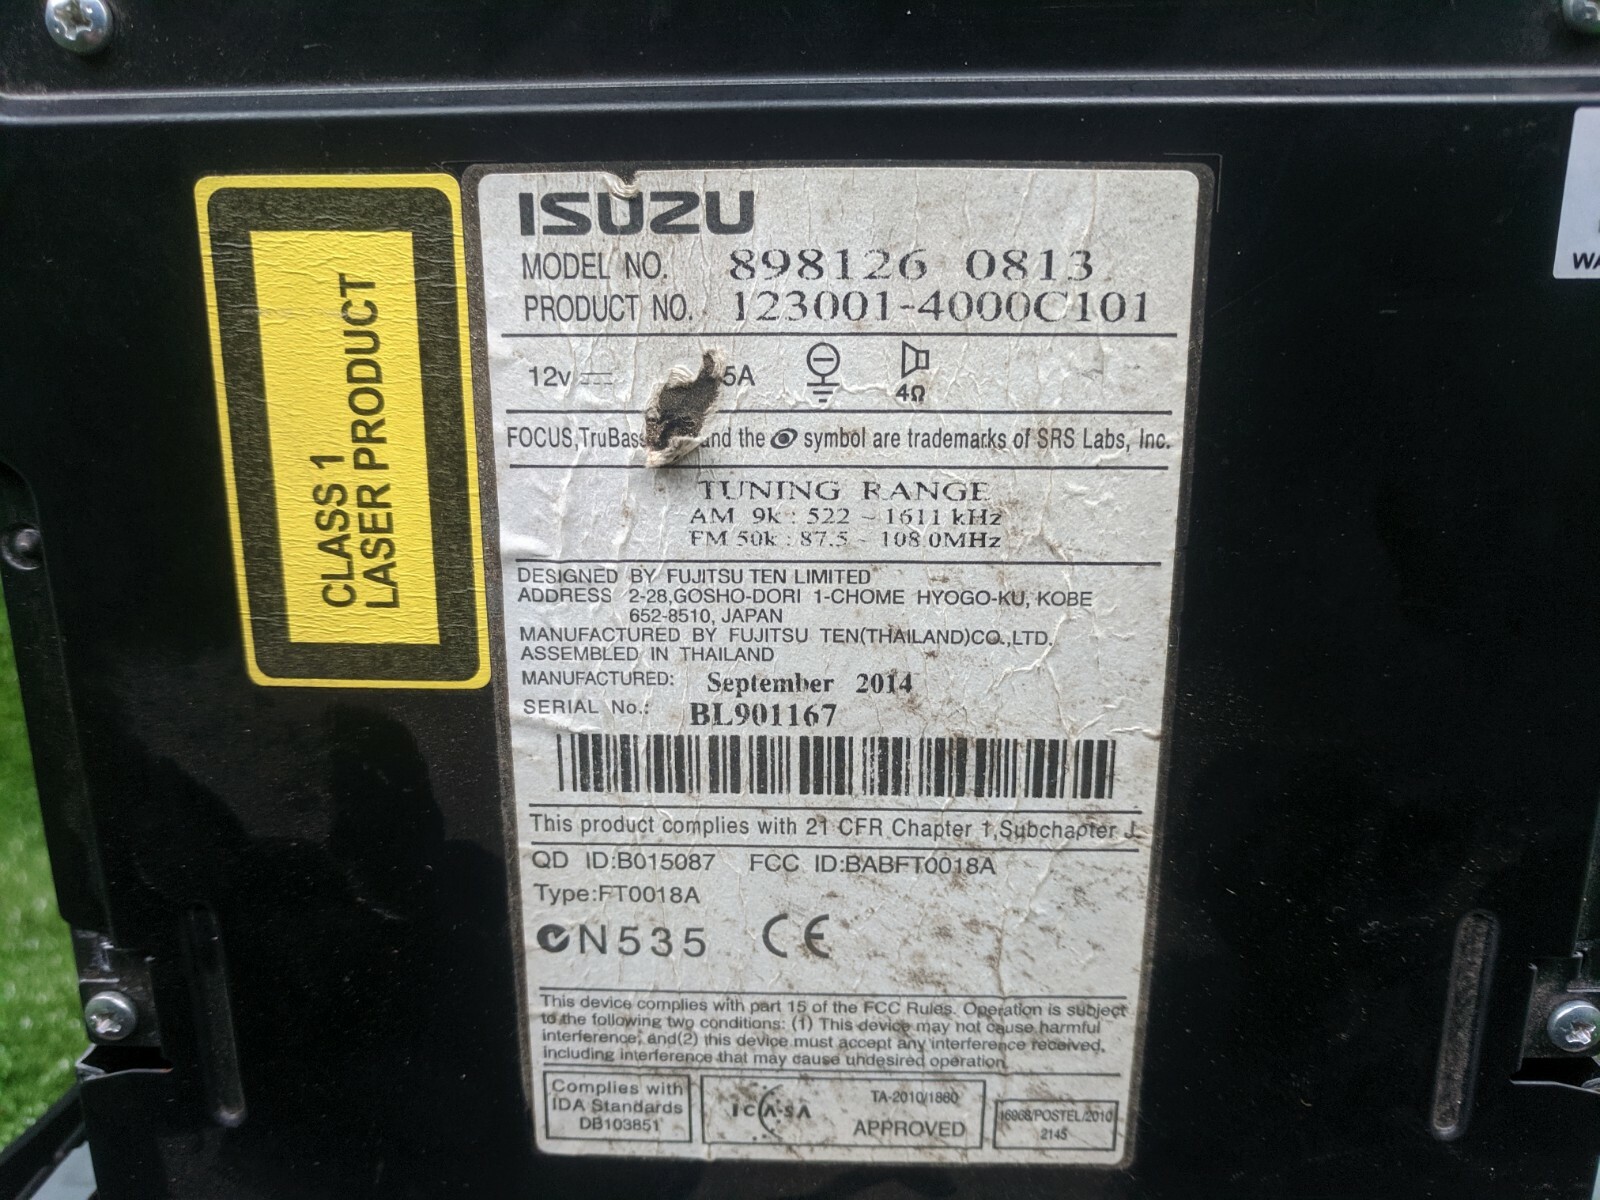 CLASS 1
LASER PRODUCT
ISUZU
MODEL NO. 898126 0813
PRODUCT NO. 123001-4000C101
12v 5A
4Ω
FOCUS,TruBass and the symbol are trademarks of SRS Labs, Inc.
TUNING RANGE
AM 9k : 522 ~ 1611 kHz
FM 50k : 87.5 ~ 108.0MHz
DESIGNED BY FUJITSU TEN LIMITED
ADDRESS 2-28,GOSHO-DORI 1-CHOME HYOGO-KU, KOBE
652-8510, JAPAN
MANUFACTURED BY FUJITSU TEN(THAILAND)CO.,LTD.
ASSEMBLED IN THAILAND
MANUFACTURED: September 2014
SERIAL No.: BL901167
This product complies with 21 CFR Chapter 1,Subchapter J.
QD ID:B015087 FCC ID:BABFT0018A
Type:FT0018A
N535 CE
This device complies with part 15 of the FCC Rules. Operation is subject
to the following two conditions: (1) This device may not cause harmful
interference, and(2) this device must accept any interference received,
including interference that may cause undesired operation.
Complies with
IDA Standards
DB103851
ICASA
TA-2010/1860
APPROVED
16968/POSTEL/2010
2145